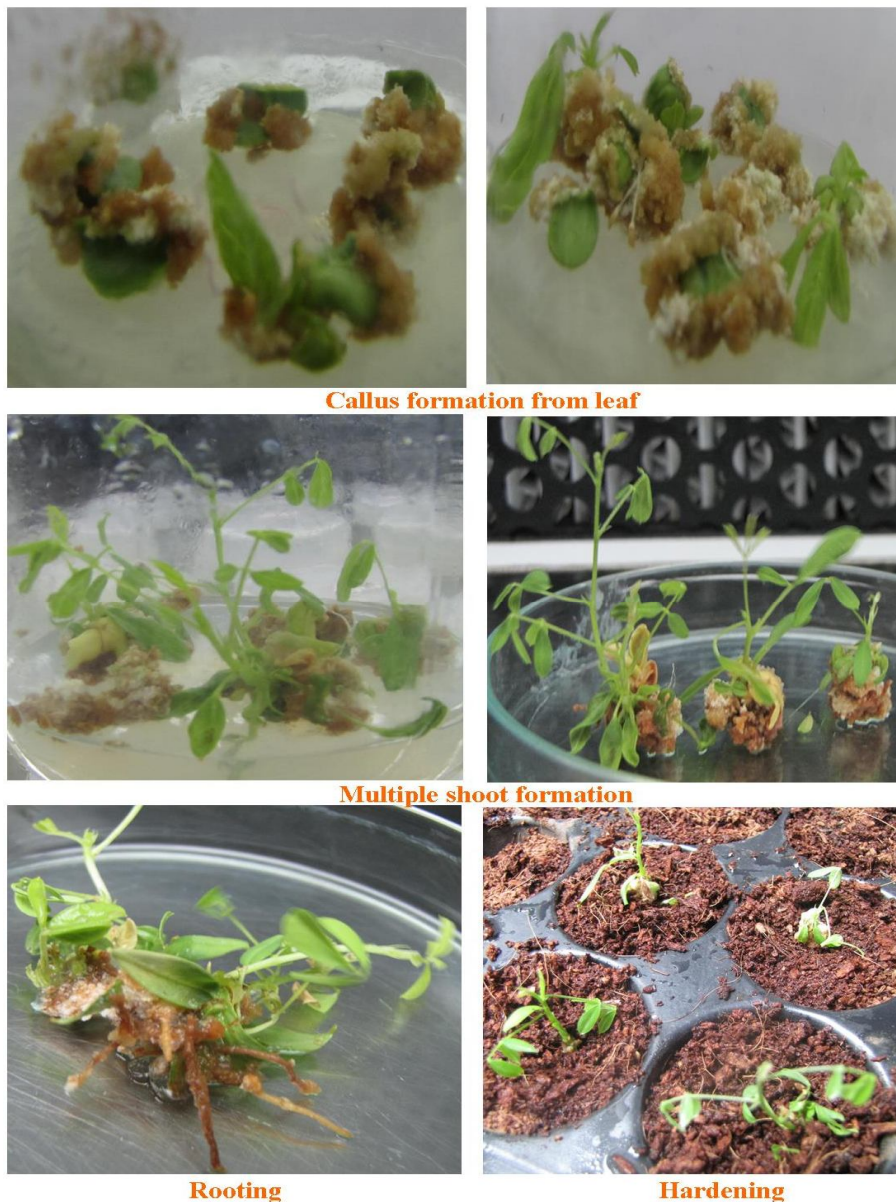 Callus formation from leaf
Multiple shoot formation
Rooting
Hardening